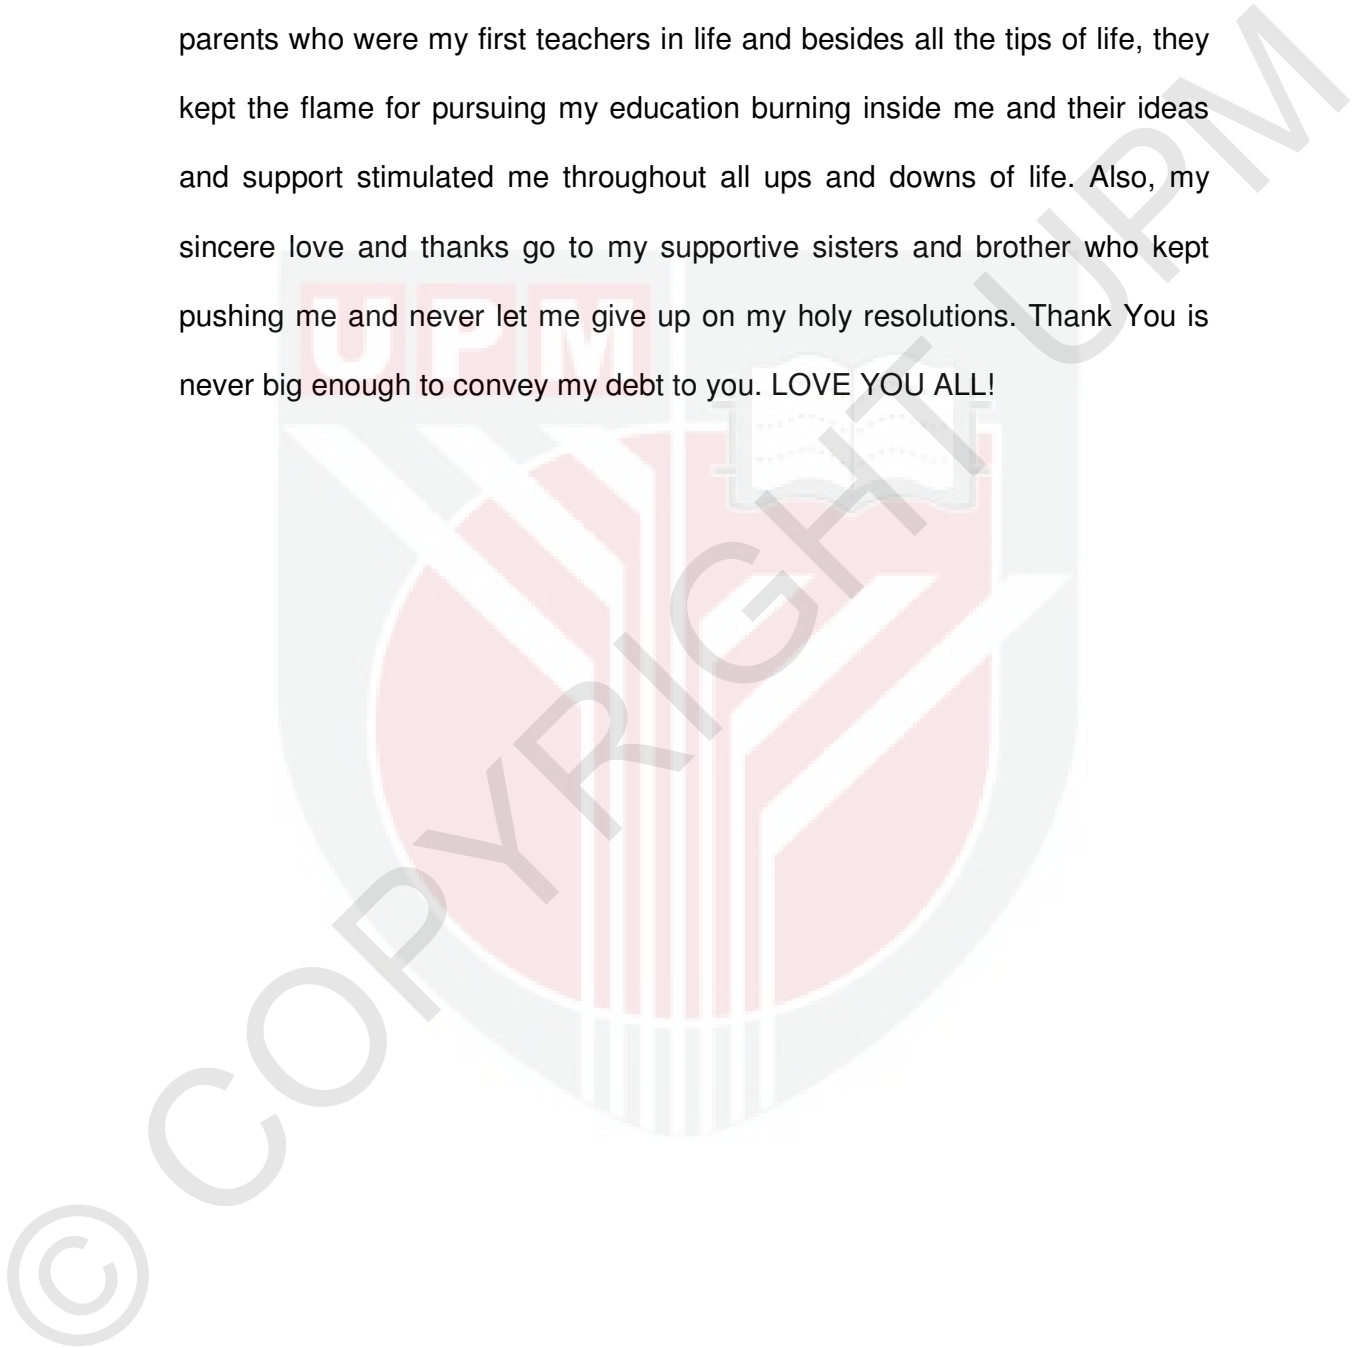 parents who were my first teachers in life and besides all the tips of life, they
kept the flame for pursuing my education burning inside me and their ideas
and support stimulated me throughout all ups and downs of life. Also, my
sincere love and thanks go to my supportive sisters and brother who kept
pushing me and never let me give up on my holy resolutions. Thank You is
never big enough to convey my debt to you. LOVE YOU ALL!
UPM
© COPYRIGHT UPM